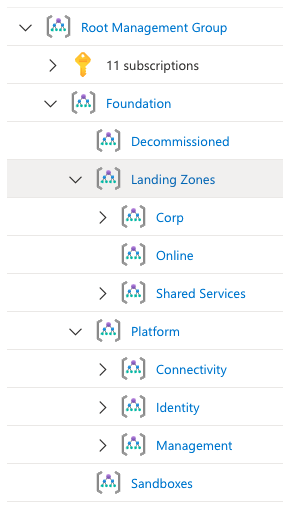 Root Management Group
11 subscriptions
Foundation
Decommissioned
Landing Zones
Corp
Online
Shared Services
Platform
Connectivity
Identity
Management
Sandboxes